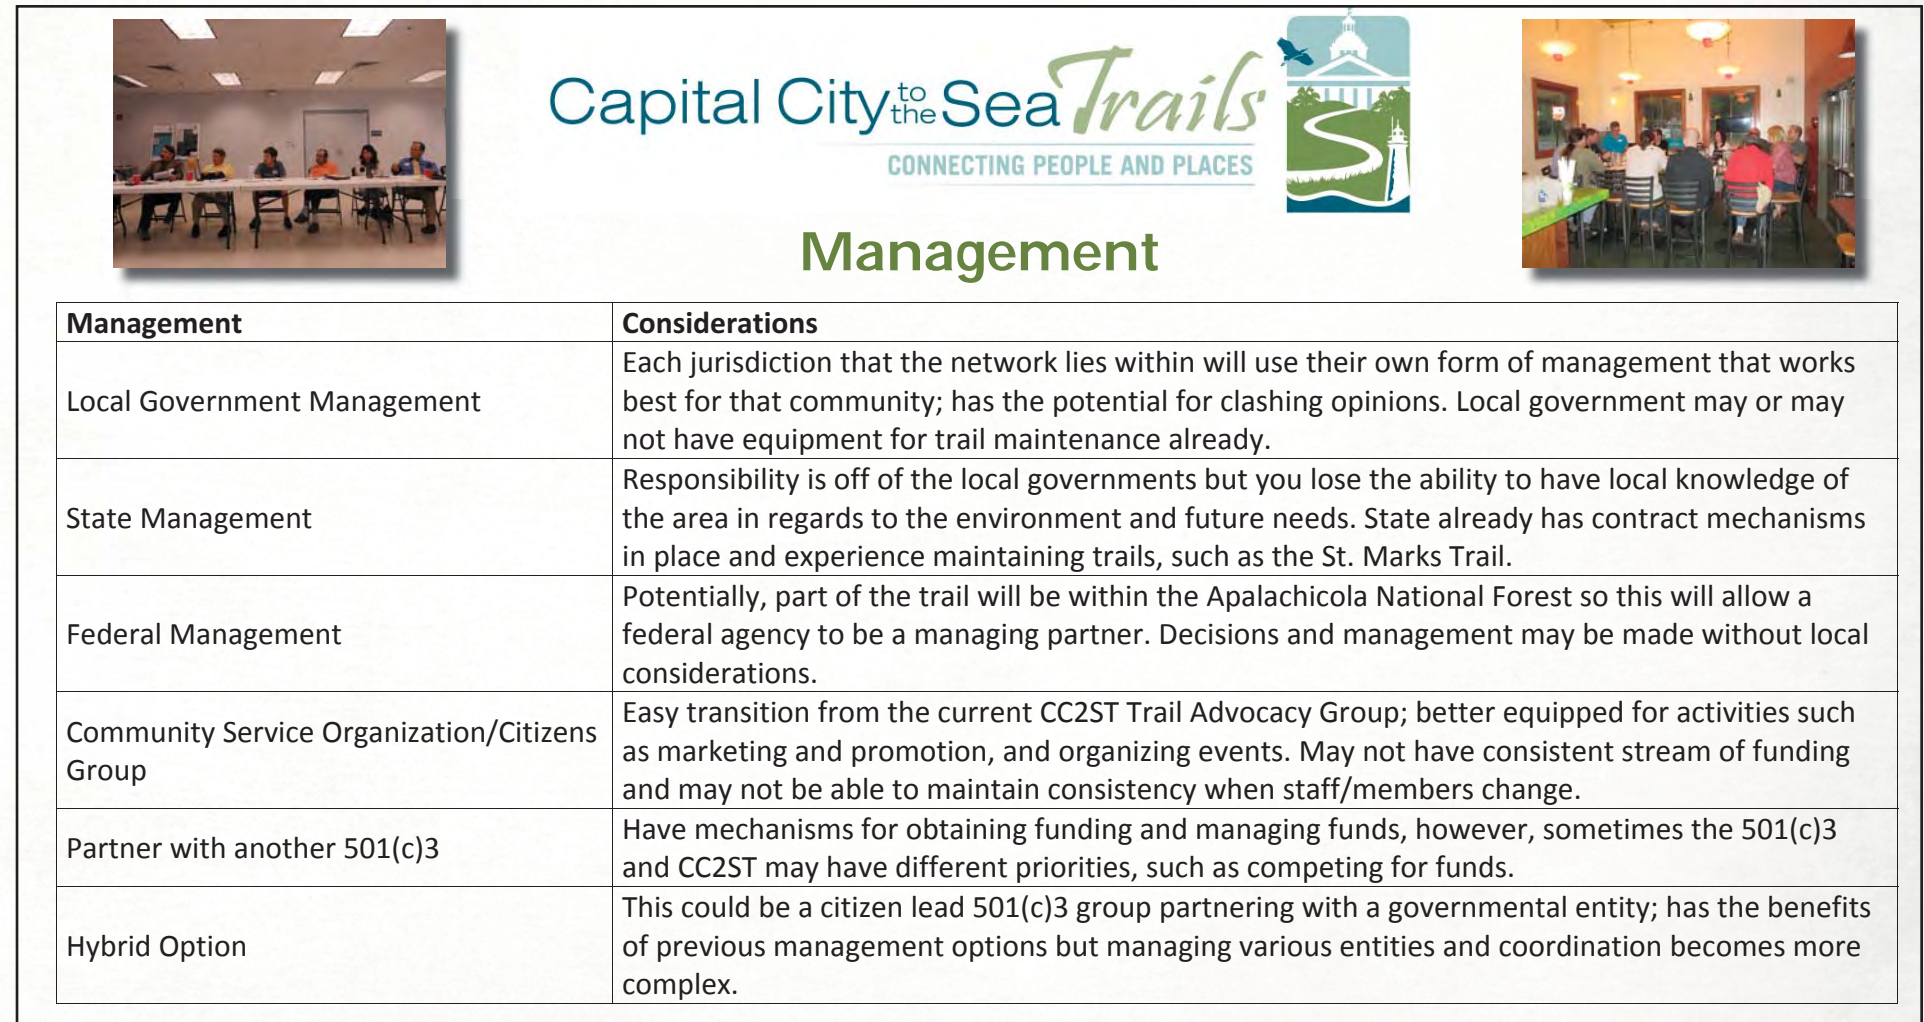 Capital City to the Sea Trails
CONNECTING PEOPLE AND PLACES
Management
Management
Considerations
Local Government Management
Each jurisdiction that the network lies within will use their own form of management that works
best for that community; has the potential for clashing opinions. Local government may or may
not have equipment for trail maintenance already.
State Management
Responsibility is off of the local governments but you lose the ability to have local knowledge of
the area in regards to the environment and future needs. State already has contract mechanisms
in place and experience maintaining trails, such as the St. Marks Trail.
Federal Management
Potentially, part of the trail will be within the Apalachicola National Forest so this will allow a
federal agency to be a managing partner. Decisions and management may be made without local
considerations.
Community Service Organization/Citizens
Group
Easy transition from the current CC2ST Trail Advocacy Group; better equipped for activities such
as marketing and promotion, and organizing events. May not have consistent stream of funding
and may not be able to maintain consistency when staff/members change.
Partner with another 501(c)3
Have mechanisms for obtaining funding and managing funds, however, sometimes the 501(c)3
and CC2ST may have different priorities, such as competing for funds.
Hybrid Option
This could be a citizen lead 501(c)3 group partnering with a governmental entity; has the benefits
of previous management options but managing various entities and coordination becomes more
complex.